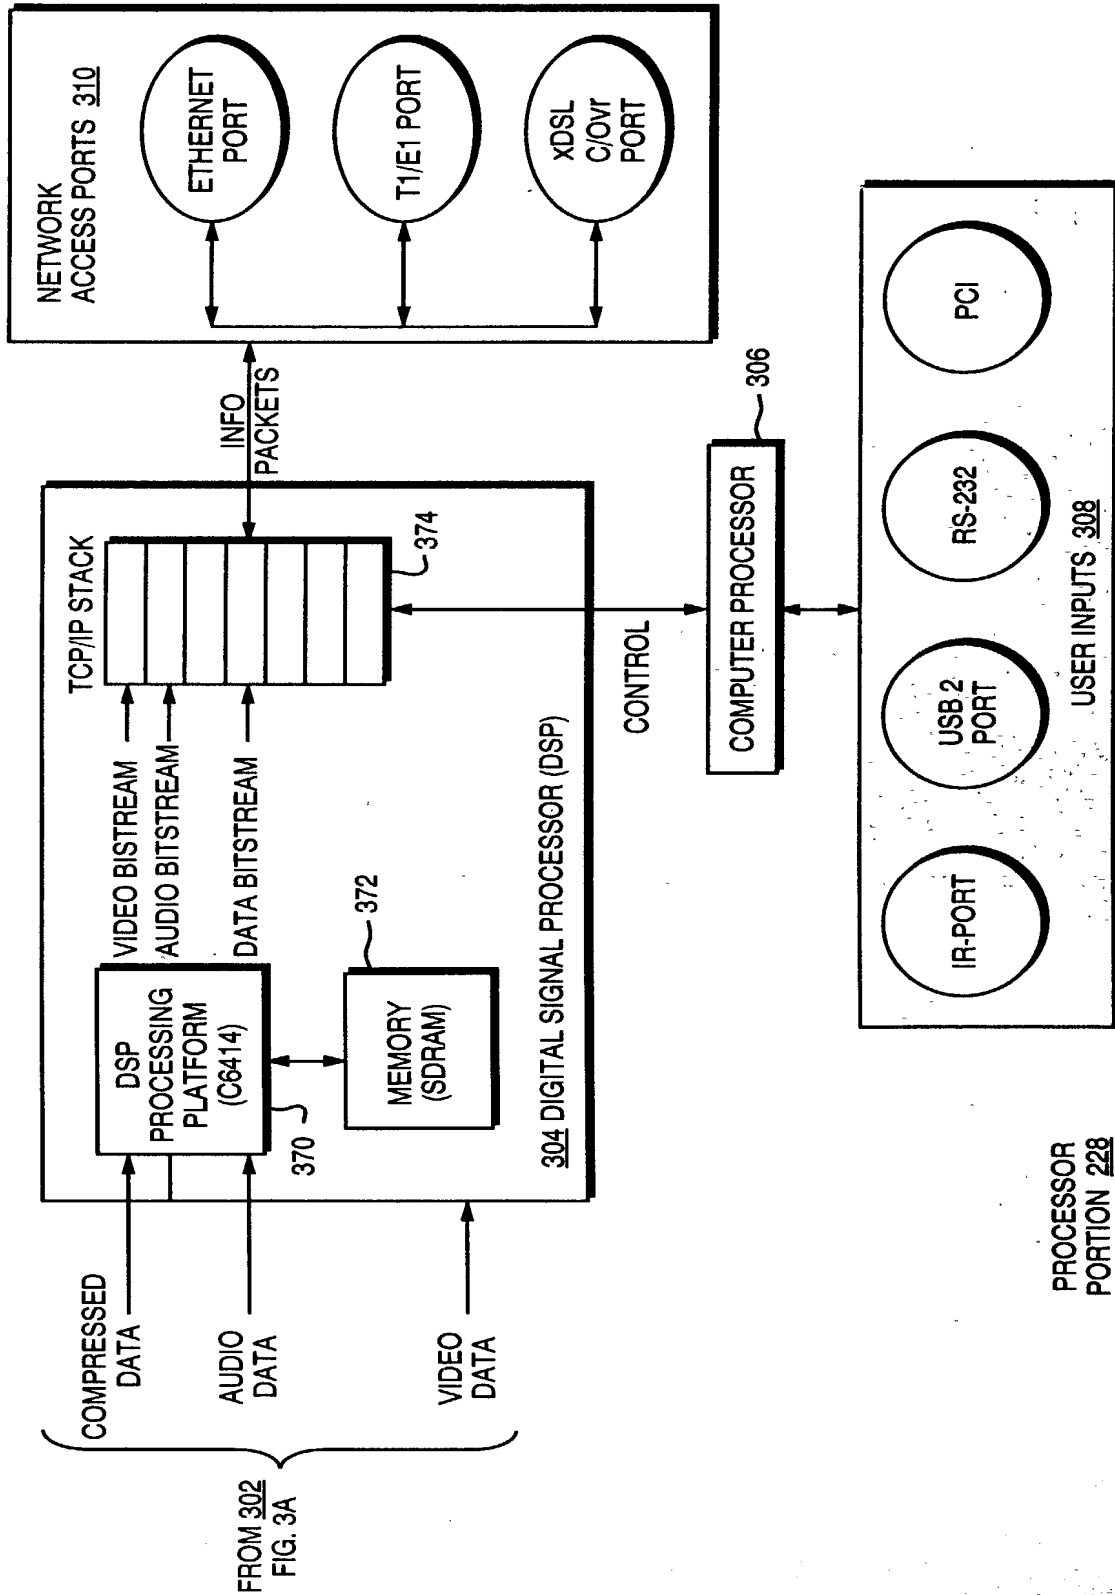 FROM 302
FIG. 3A
COMPRESSED
DATA
AUDIO
DATA
VIDEO
DATA
DSP
PROCESSING
PLATFORM
(C6414)
370
MEMORY
(SDRAM)
372
VIDEO BISTREAM
AUDIO BITSTREAM
DATA BITSTREAM
TCP/IP STACK
374
304 DIGITAL SIGNAL PROCESSOR (DSP)
INFO
PACKETS
NETWORK
ACCESS PORTS 310
ETHERNET
PORT
T1/E1 PORT
XDSL
C/Ovr
PORT
CONTROL
COMPUTER PROCESSOR
306
IR-PORT
USB 2
PORT
RS-232
PCI
USER INPUTS 308
PROCESSOR
PORTION 228